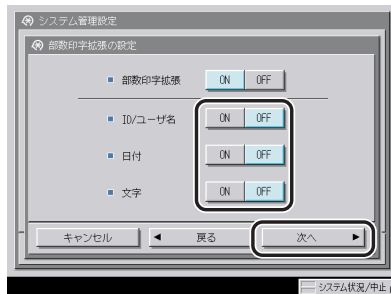 システム管理設定
部数印字拡張の設定
部数印字拡張 ON OFF
ID/ユーザ名 ON OFF
日付 ON OFF
文字 ON OFF
キャンセル ◀ 戻る 次へ ▶
システム状況/中止